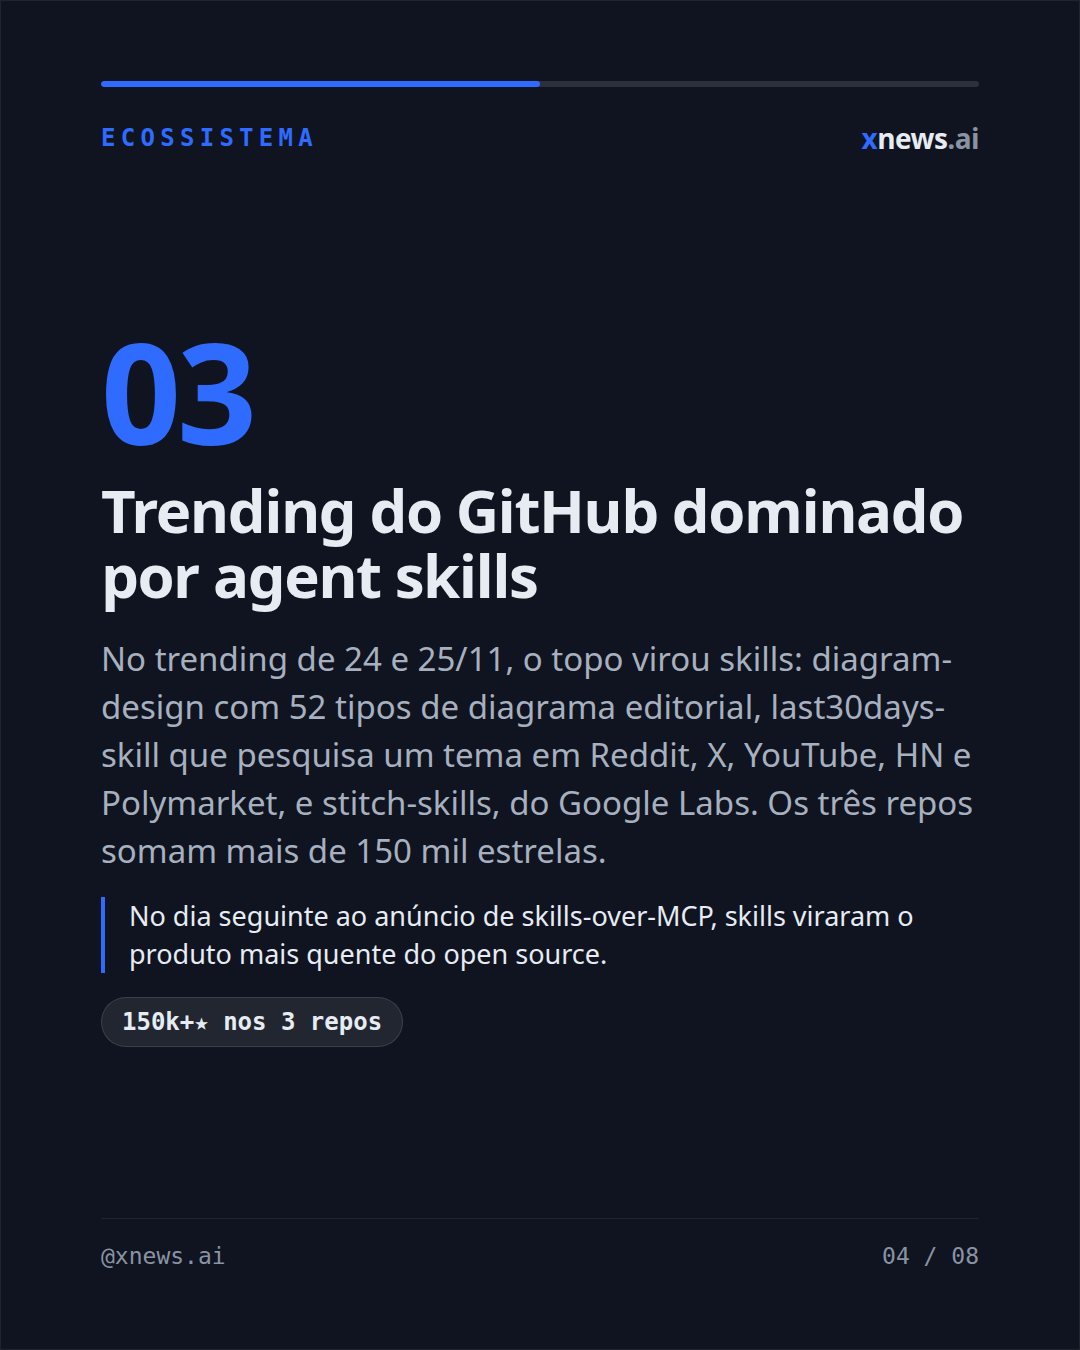 ECOSSISTEMA
xnews.ai
03
Trending do GitHub dominado
por agent skills
No trending de 24 e 25/11, o topo virou skills: diagram-
design com 52 tipos de diagrama editorial, last30days-
skill que pesquisa um tema em Reddit, X, YouTube, HN e
Polymarket, e stitch-skills, do Google Labs. Os três repos
somam mais de 150 mil estrelas.
No dia seguinte ao anúncio de skills-over-MCP, skills viraram o
produto mais quente do open source.
150k+★ nos 3 repos
@xnews.ai
04 / 08